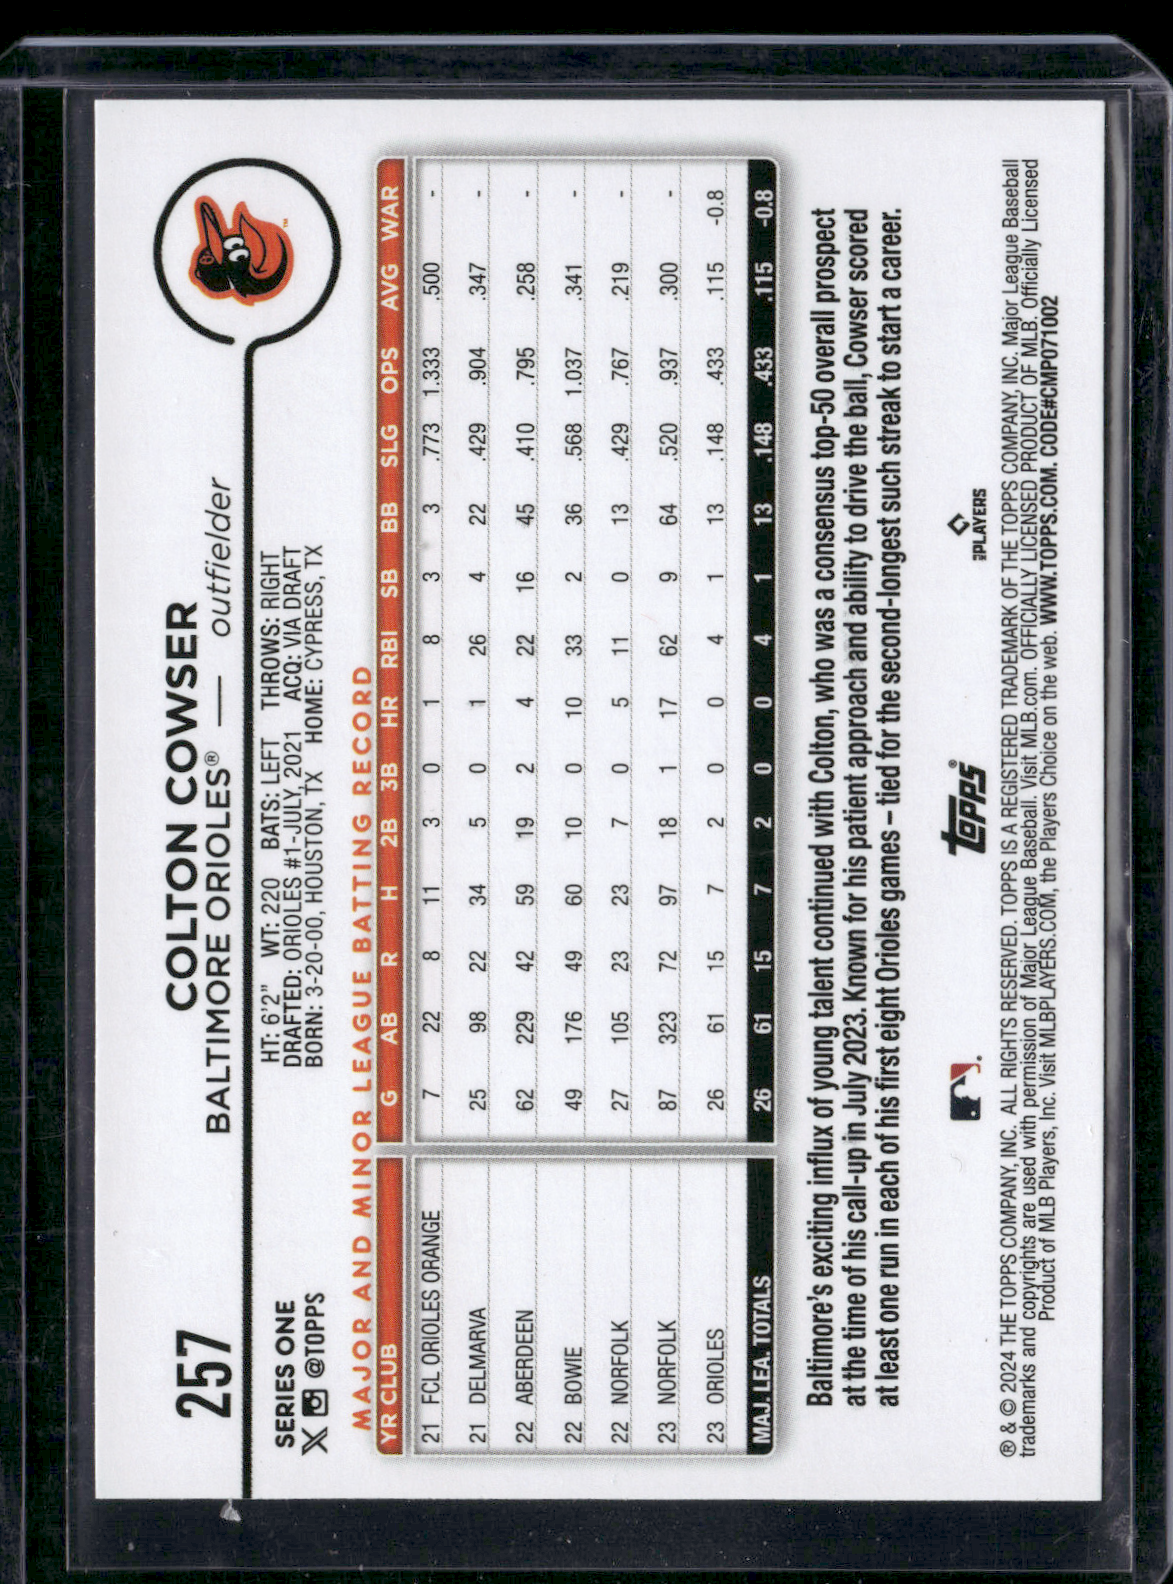 257
COLTON COWSER
BALTIMORE ORIOLES® — outfielder
™
SERIES ONE
@TOPPS
HT: 6'2" WT: 220 BATS: LEFT THROWS: RIGHT
DRAFTED: ORIOLES #1-JULY, 2021 ACQ: VIA DRAFT
BORN: 3-20-00, HOUSTON, TX HOME: CYPRESS, TX
MAJOR AND MINOR LEAGUE BATTING RECORD
YR CLUB G AB R H 2B 3B HR RBI SB BB SLG OPS AVG WAR
21 FCL ORIOLES ORANGE 7 22 8 11 3 0 1 8 3 3 .773 1.333 .500 -
21 DELMARVA 25 98 22 34 5 0 1 26 4 22 .429 .904 .347 -
22 ABERDEEN 62 229 42 59 19 2 4 22 16 45 .410 .795 .258 -
22 BOWIE 49 176 49 60 10 0 10 33 2 36 .568 1.037 .341 -
22 NORFOLK 27 105 23 23 7 0 5 11 0 13 .429 .767 .219 -
23 NORFOLK 87 323 72 97 18 1 17 62 9 64 .520 .937 .300 -
23 ORIOLES 26 61 15 7 2 0 0 4 1 13 .148 .433 .115 -0.8
MAJ. LEA. TOTALS 26 61 15 7 2 0 0 4 1 13 .148 .433 .115 -0.8
Baltimore's exciting influx of young talent continued with Colton, who was a consensus top-50 overall prospect
at the time of his call-up in July 2023. Known for his patient approach and ability to drive the ball, Cowser scored
at least one run in each of his first eight Orioles games – tied for the second-longest such streak to start a career.
topps®
PLAYERS
® & © 2024 THE TOPPS COMPANY, INC. ALL RIGHTS RESERVED. TOPPS IS A REGISTERED TRADEMARK OF THE TOPPS COMPANY, INC. Major League Baseball
trademarks and copyrights are used with permission of Major League Baseball. Visit MLB.com. OFFICIALLY LICENSED PRODUCT OF MLB. Officially Licensed
Product of MLB Players, Inc. Visit MLBPLAYERS.COM, the Players Choice on the web. WWW.TOPPS.COM. CODE#CMP071002